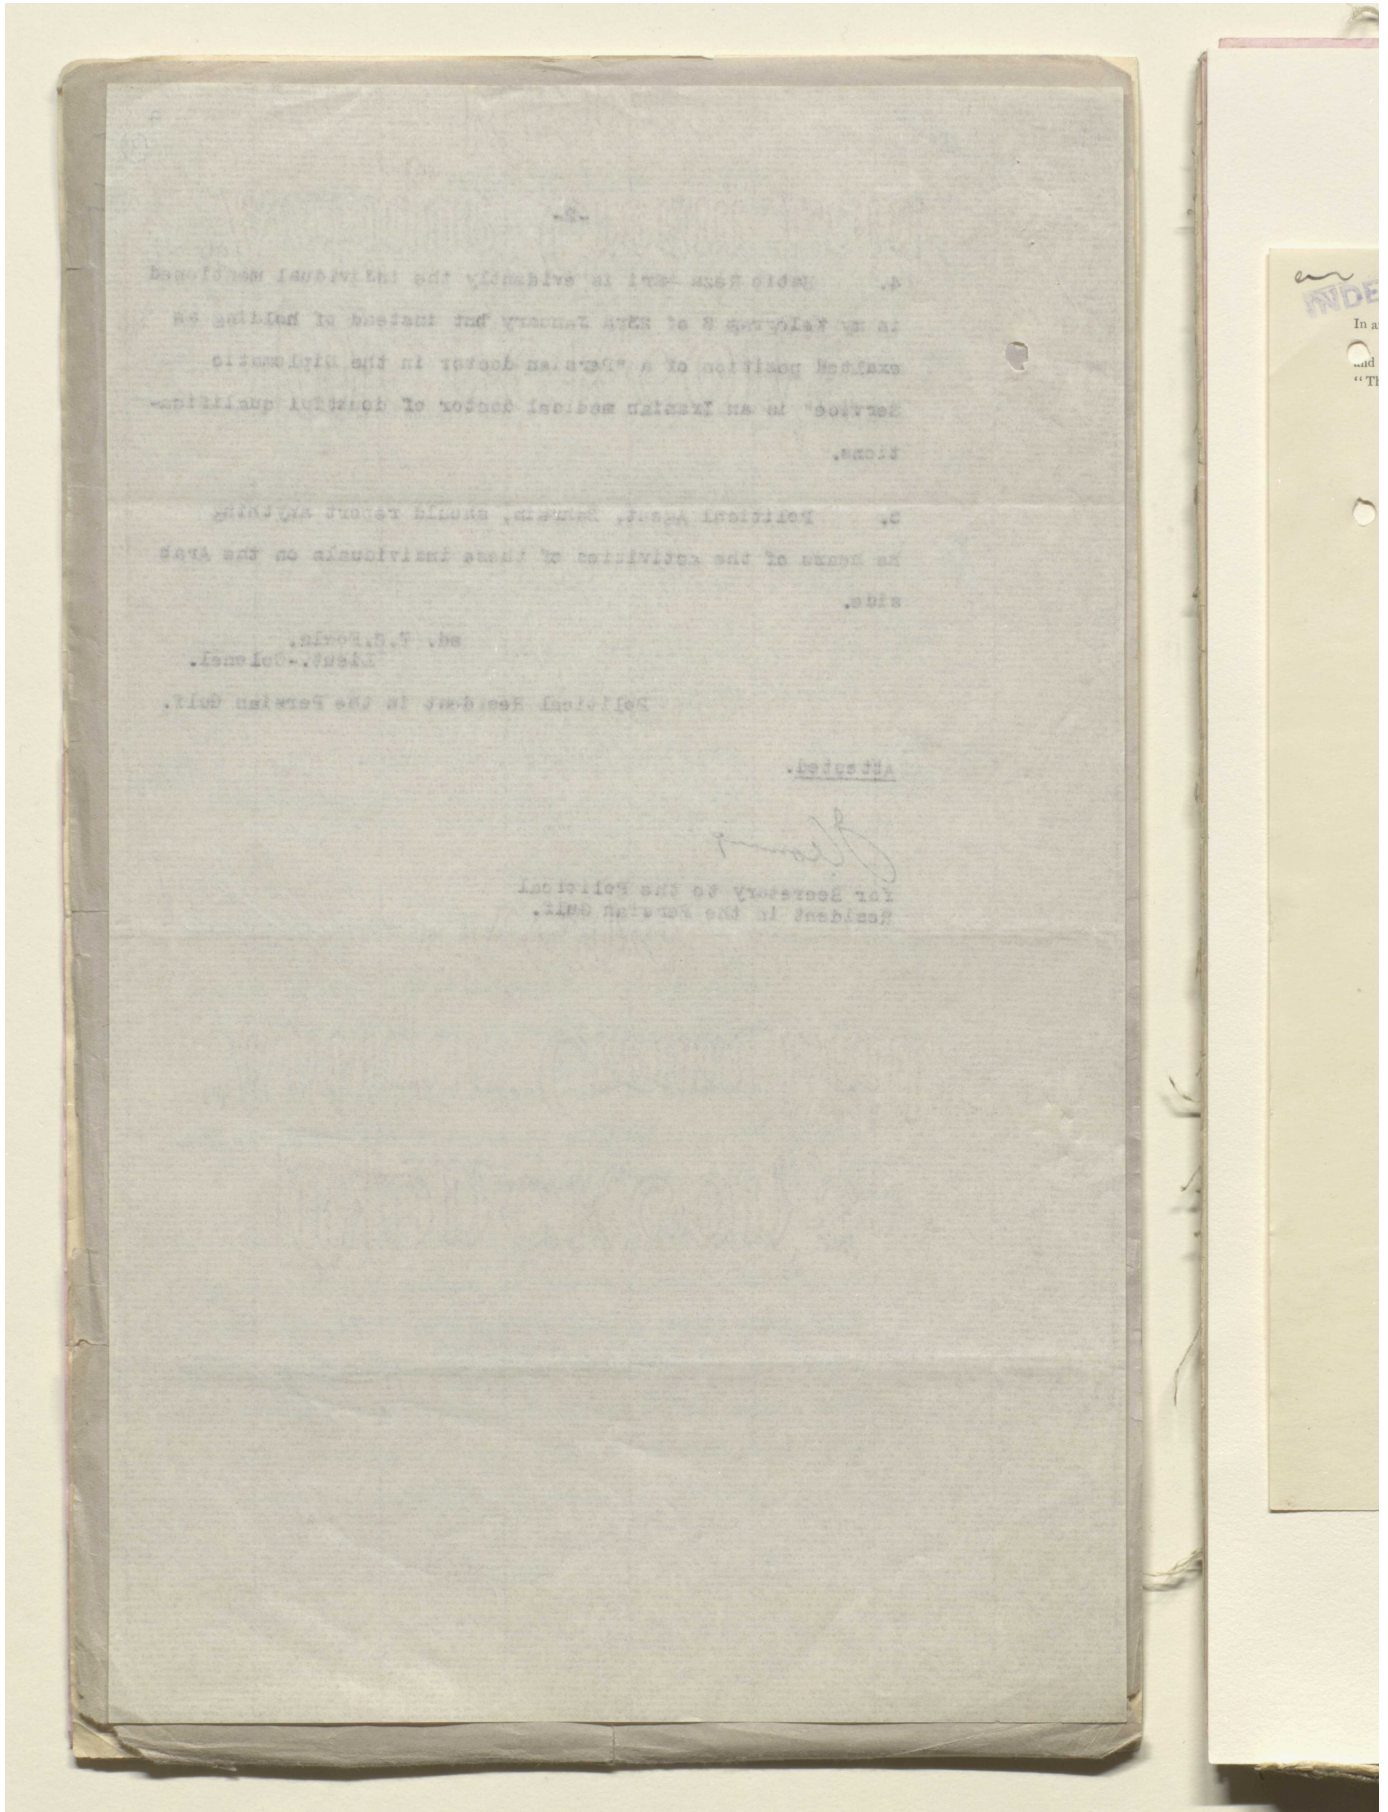 -2-
4. Reza is evidently the individual mentioned
in my telegram of 23rd January but instead of holding
exalted position of a "Persian doctor in the Diplomatic
Service" is an Iranian medical doctor of doubtful qualifica-
tions.
5. Political Agent, Bahrain, should report anything
he hears of the activities of these individuals on the Arab
side.
sd. T.C.Fowle.
Lieut.-Colonel.
Political Resident in the Persian Gulf.
Attested.
for Secretary to the Political
Resident in the Persian Gulf.
INDE
In a
and
“Th